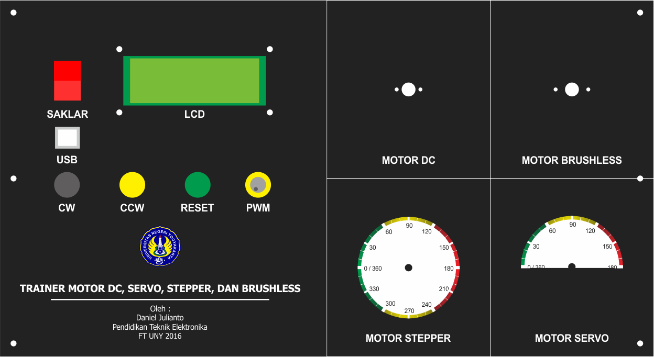 SAKLAR
LCD
USB
CW
CCW
RESET
PWM
TRAINER MOTOR DC, SERVO, STEPPER, DAN BRUSHLESS
Oleh :
Daniel Julianto
Pendidikan Teknik Elektronika
FT UNY 2016
MOTOR DC
MOTOR BRUSHLESS
0 / 360
30
60
90
120
150
180
210
240
270
300
330
MOTOR STEPPER
0 / 360
30
60
90
120
150
180
MOTOR SERVO